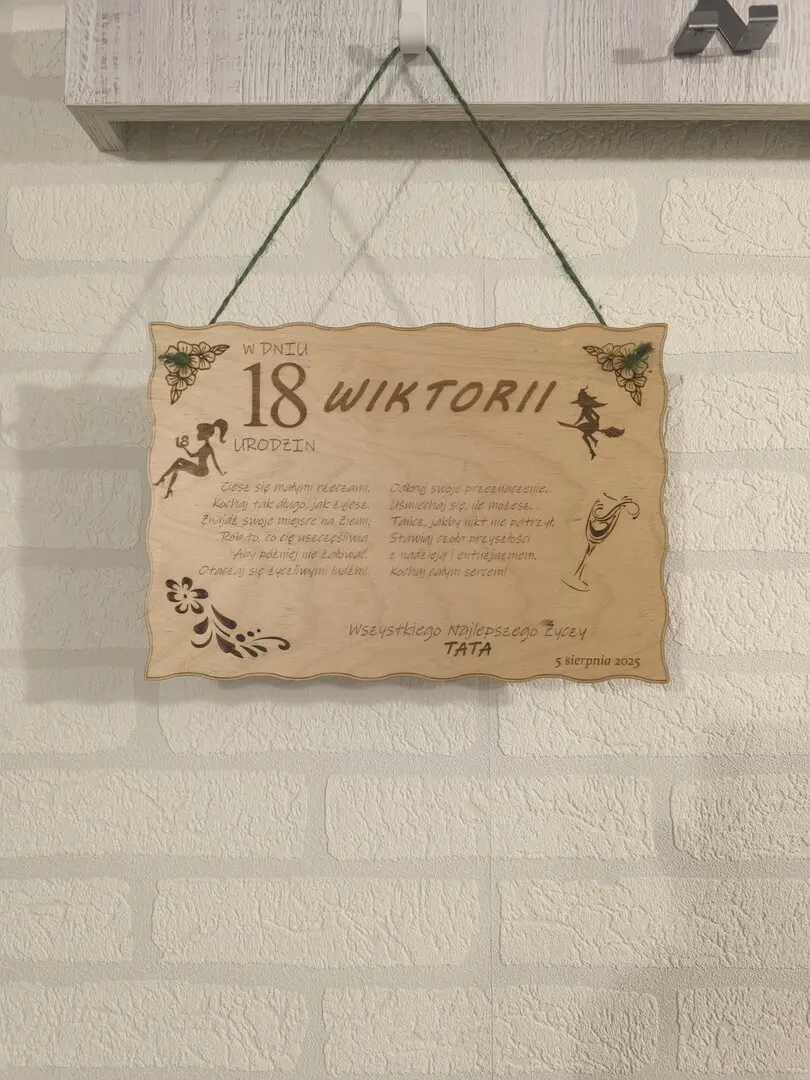 W DNIU
18
WIKTORII
URODZIN
18
Ciesz się małymi rzeczami.
Kochaj tak długo, jak żyjesz.
Znajdź swoje miejsce na Ziemi.
Rób to, co cię uszczęśliwia
Aby później nie żałować.
Otaczaj się życzliwymi ludźmi.
Odkryj swoje przeznaczenie.
Uśmiechaj się, ile możesz.
Tańcz, jakby nikt nie patrzył.
Stawiaj czoła przyszłości
z nadzieją i entuzjazmem.
Kochaj całym sercem!
Wszystkiego Najlepszego Życzy
TATA
5 sierpnia 2025